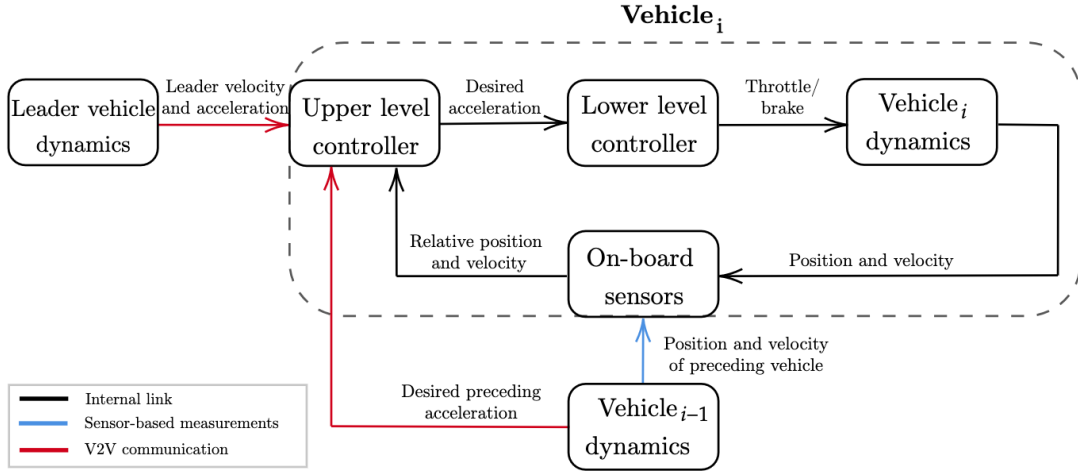 Vehicle_i
Leader vehicle
dynamics
Leader velocity
and acceleration
Upper level
controller
Desired
acceleration
Lower level
controller
Throttle/
brake
Vehicle_i
dynamics
Relative position
and velocity
On-board
sensors
Position and velocity
Position and velocity
of preceding vehicle
Desired preceding
acceleration
Vehicle_{i–1}
dynamics
Internal link
Sensor-based measurements
V2V communication